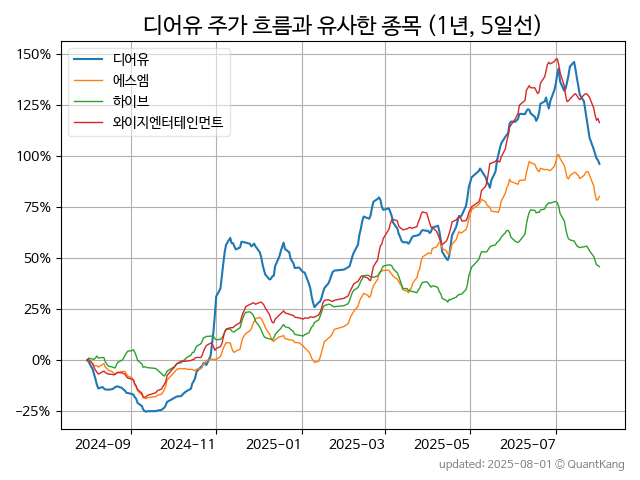 디어유 주가 흐름과 유사한 종목 (1년, 5일선)
150%
125%
100%
75%
50%
25%
0%
−25%
디어유
에스엠
하이브
와이지엔터테인먼트
2024-09
2024-11
2025-01
2025-03
2025-05
2025-07
updated: 2025-08-01 © QuantKang